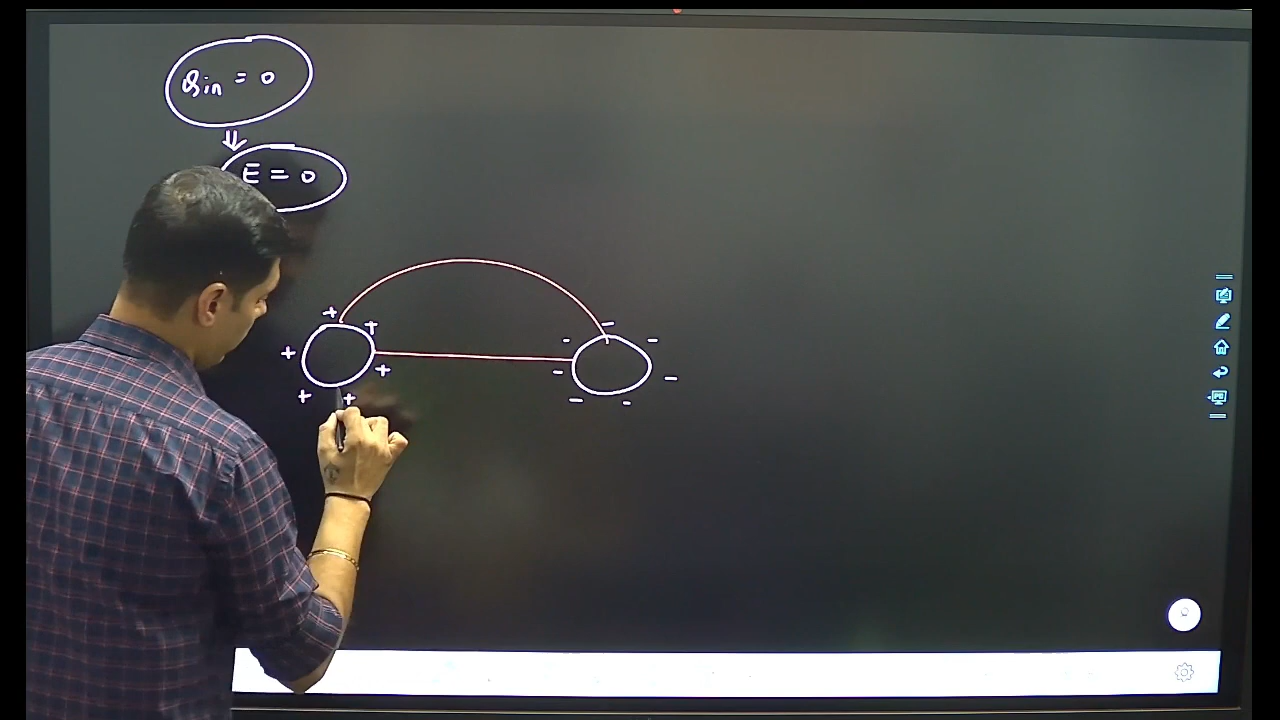 Qin = 0
⇓
E = 0
+ + + + + + +
- - - - - - -